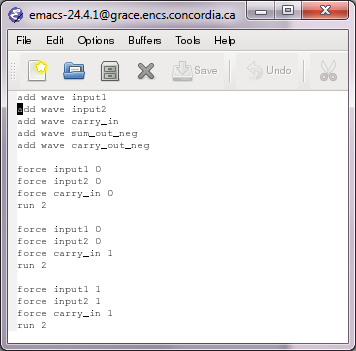 emacs-24.4.1@grace.encs.concordia.ca
File Edit Options Buffers Tools Help
Save Undo
add wave input1
add wave input2
add wave carry_in
add wave sum_out_neg
add wave carry_out_neg
force input1 0
force input2 0
force carry_in 0
run 2
force input1 0
force input2 0
force carry_in 1
run 2
force input1 1
force input2 1
force carry_in 1
run 2